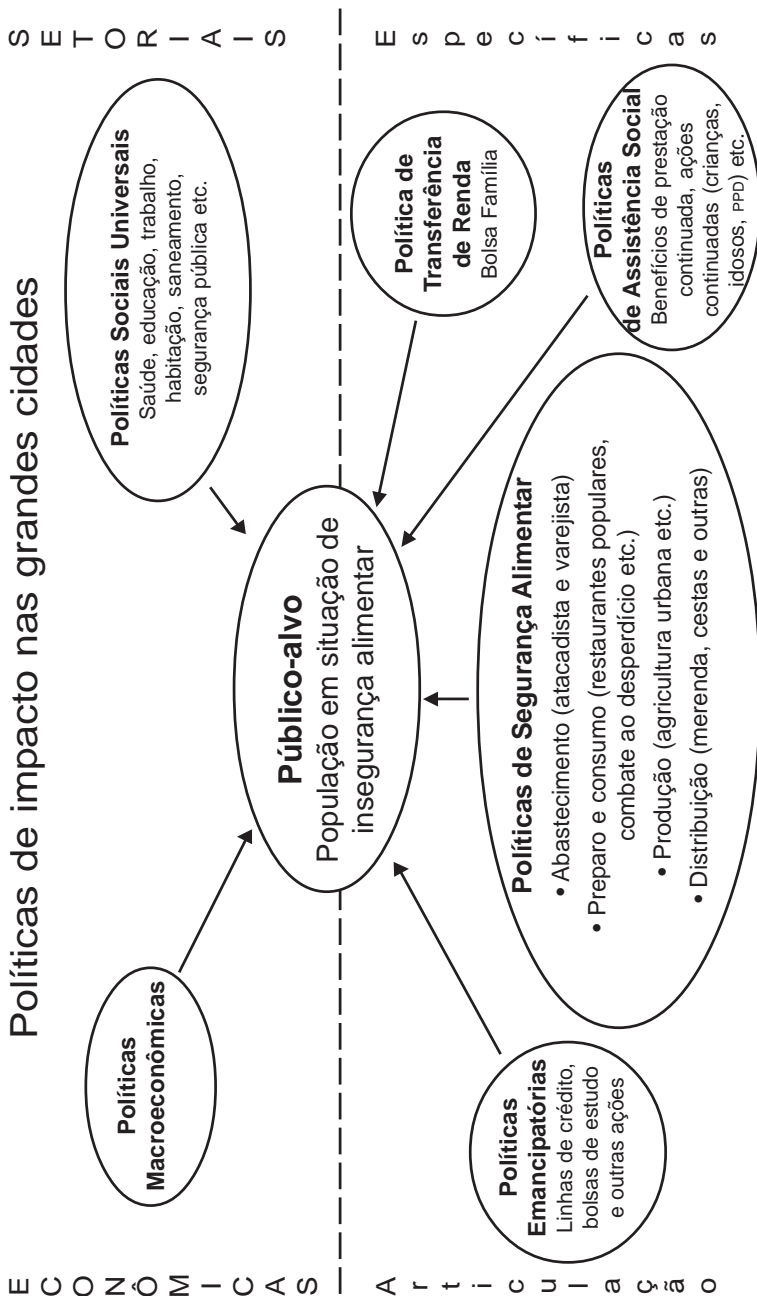 Políticas de impacto nas grandes cidades
ECONÔMICAS
SETORIAIS
Políticas
Macroeconômicas
Políticas Sociais Universais
Saúde, educação, trabalho,
habitação, saneamento,
segurança pública etc.
Público-alvo
População em situação de
insegurança alimentar
Articulação
Específicas
Política de
Transferência
de Renda
Bolsa Família
Políticas
Emancipatórias
Linhas de crédito,
bolsas de estudo
e outras ações
Políticas de Segurança Alimentar
• Abastecimento (atacadista e varejista)
• Preparo e consumo (restaurantes populares,
combate ao desperdício etc.)
• Produção (agricultura urbana etc.)
• Distribuição (merenda, cestas e outras)
Políticas
de Assistência Social
Benefícios de prestação
continuada, ações
continuadas (crianças,
idosos, PPD) etc.